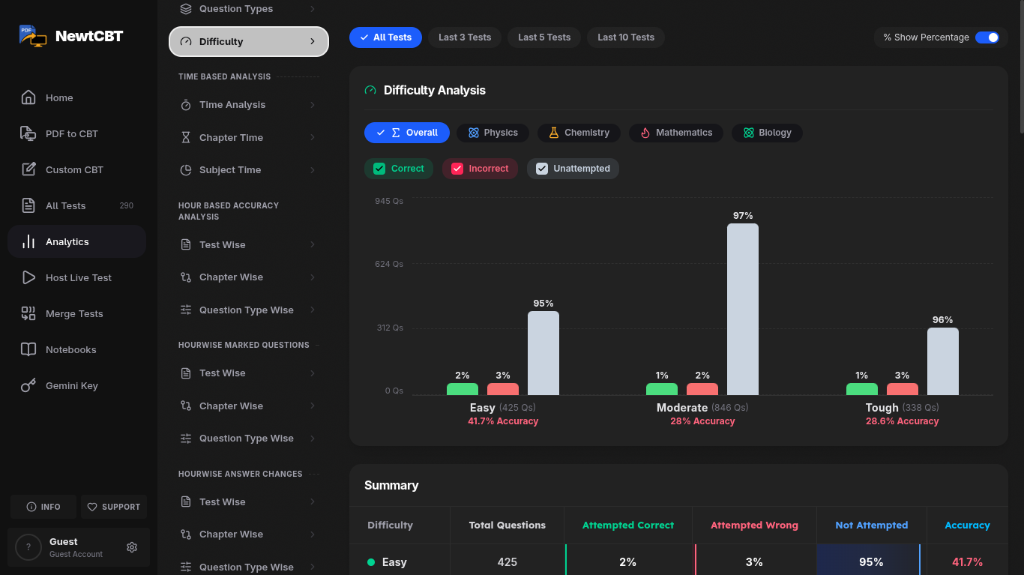 PDF
NewtCBT
Home
PDF to CBT
Custom CBT
All Tests 290
Analytics
Host Live Test
Merge Tests
Notebooks
Gemini Key
INFO
SUPPORT
?
Guest
Guest Account
Question Types
Difficulty
TIME BASED ANALYSIS
Time Analysis
Chapter Time
Subject Time
HOUR BASED ACCURACY
ANALYSIS
Test Wise
Chapter Wise
Question Type Wise
HOURWISE MARKED QUESTIONS
Test Wise
Chapter Wise
Question Type Wise
HOURWISE ANSWER CHANGES
Test Wise
Chapter Wise
Question Type Wise
All Tests
Last 3 Tests
Last 5 Tests
Last 10 Tests
% Show Percentage
Difficulty Analysis
Σ Overall
Physics
Chemistry
Mathematics
Biology
Correct
Incorrect
Unattempted
945 Qs
624 Qs
312 Qs
0 Qs
2% 3% 95%
1% 2% 97%
1% 3% 96%
Easy (425 Qs)
41.7% Accuracy
Moderate (846 Qs)
28% Accuracy
Tough (338 Qs)
28.6% Accuracy
Summary
Difficulty Total Questions Attempted Correct Attempted Wrong Not Attempted Accuracy
Easy 425 2% 3% 95% 41.7%